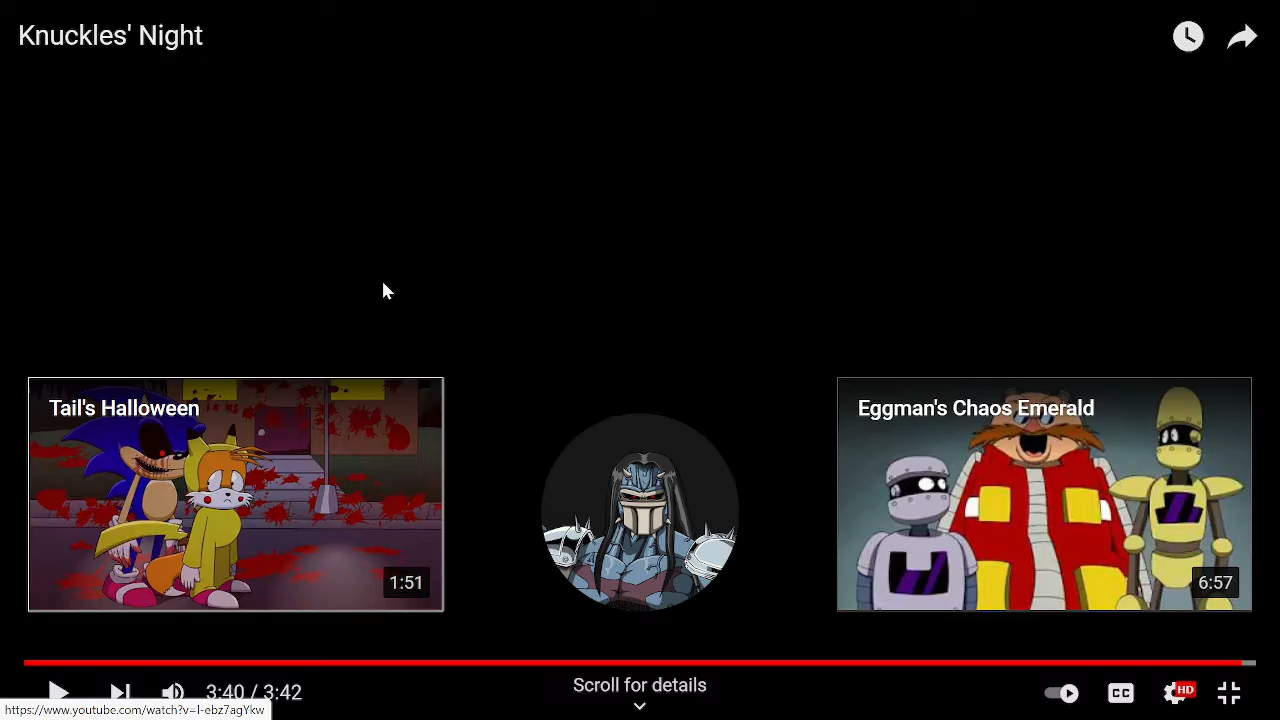 Knuckles' Night
Tail's Halloween
1:51
Eggman's Chaos Emerald
6:57
3:40 / 3:42
Scroll for details
CC
HD
https://www.youtube.com/watch?v=I-ebz7agYkw